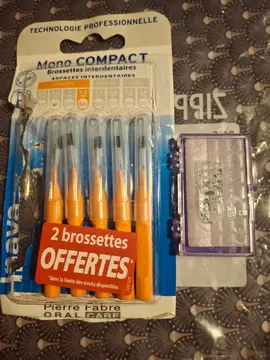 TECHNOLOGIE PROFESSIONNELLE
Mono COMPACT
Brossettes interdentaires
ESPACES INTERDENTAIRES
ZIPP
2 brossettes
OFFERTES*
*dans la limite des stocks disponibles
Pierre Fabre
ORAL CARE